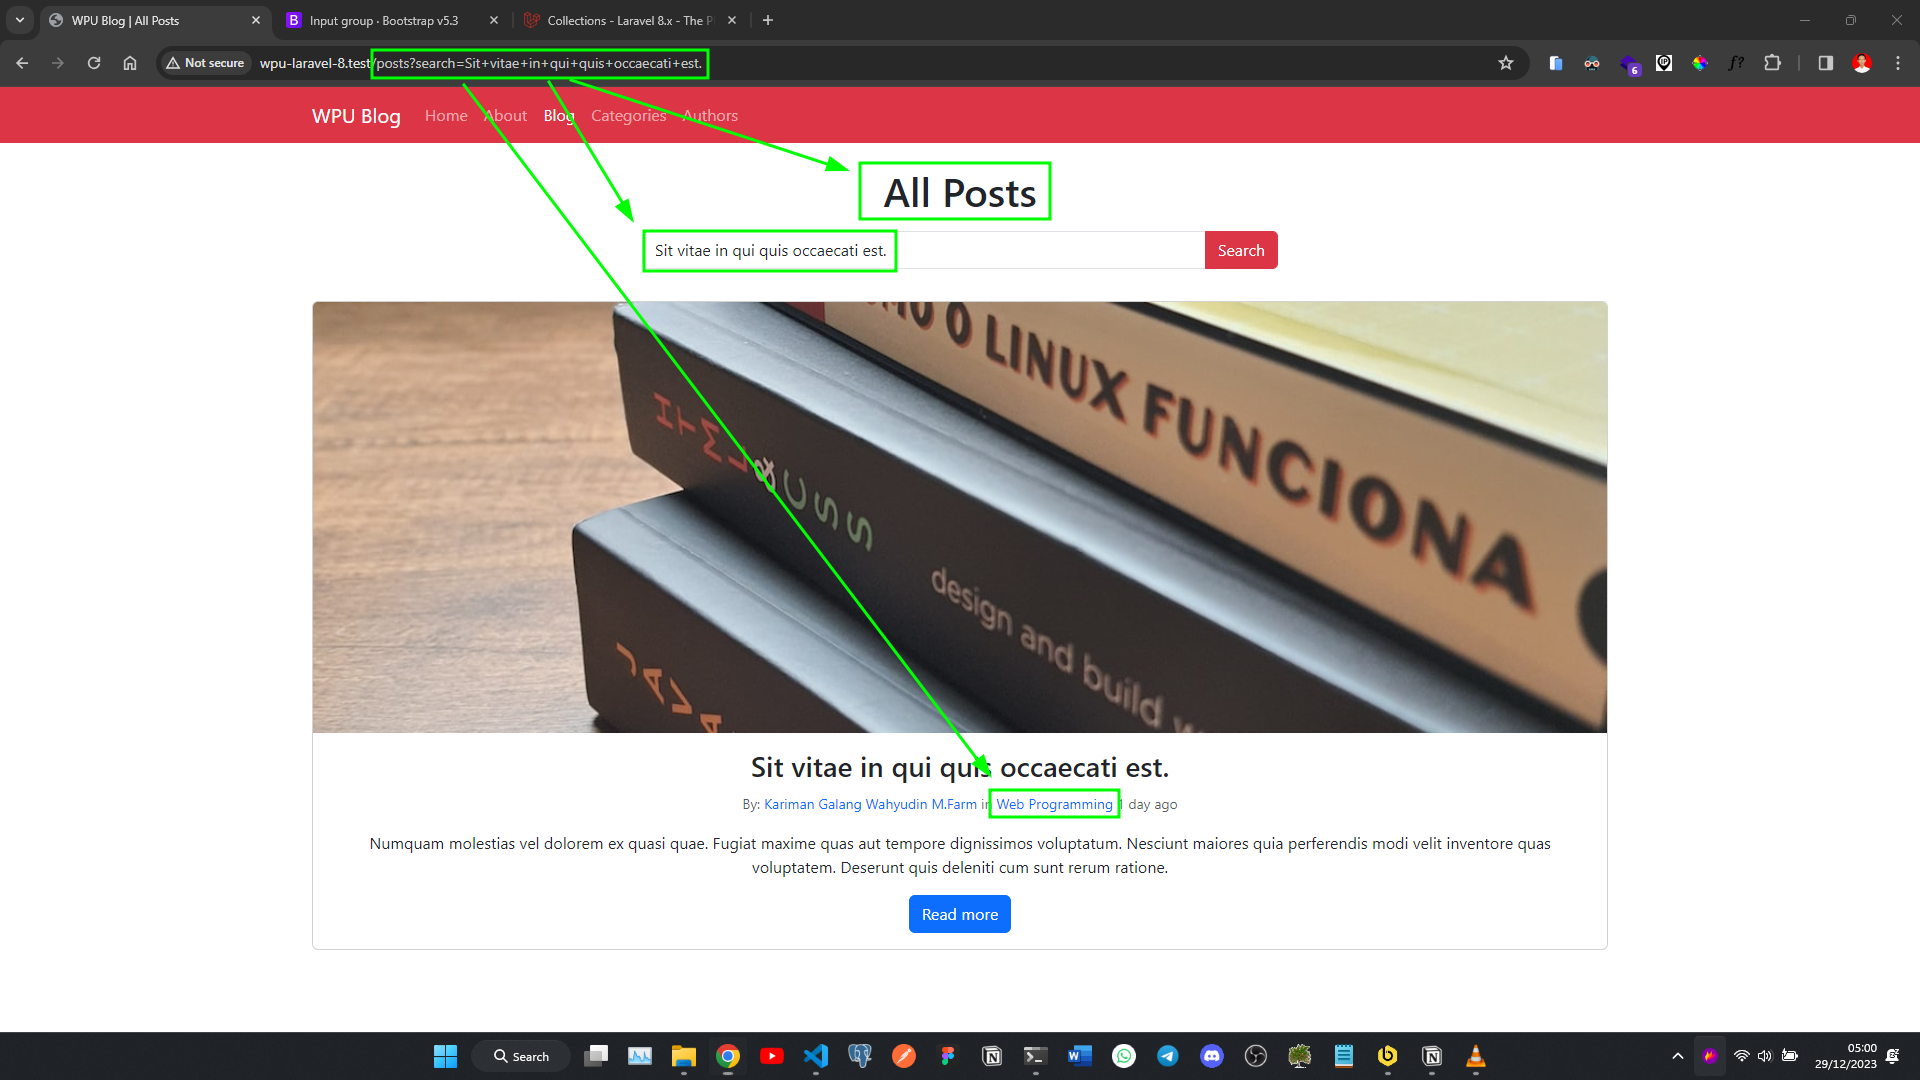 WPU Blog | All Posts
Input group · Bootstrap v5.3
Collections - Laravel 8.x - The P
Not secure
wpu-laravel-8.test/posts?search=Sit+vitae+in+qui+quis+occaecati+est.
6
f?
WPU Blog Home About Blog Categories Authors
All Posts
Sit vitae in qui quis occaecati est.
Search
MO O LINUX FUNCIONA
HTML & CSS
design and build w
JAVA
Sit vitae in qui quis occaecati est.
By: Kariman Galang Wahyudin M.Farm in Web Programming 1 day ago
Numquam molestias vel dolorem ex quasi quae. Fugiat maxime quas aut tempore dignissimos voluptatum. Nesciunt maiores quia perferendis modi velit inventore quas
voluptatem. Deserunt quis deleniti cum sunt rerum ratione.
Read more
Search
05:00
29/12/2023